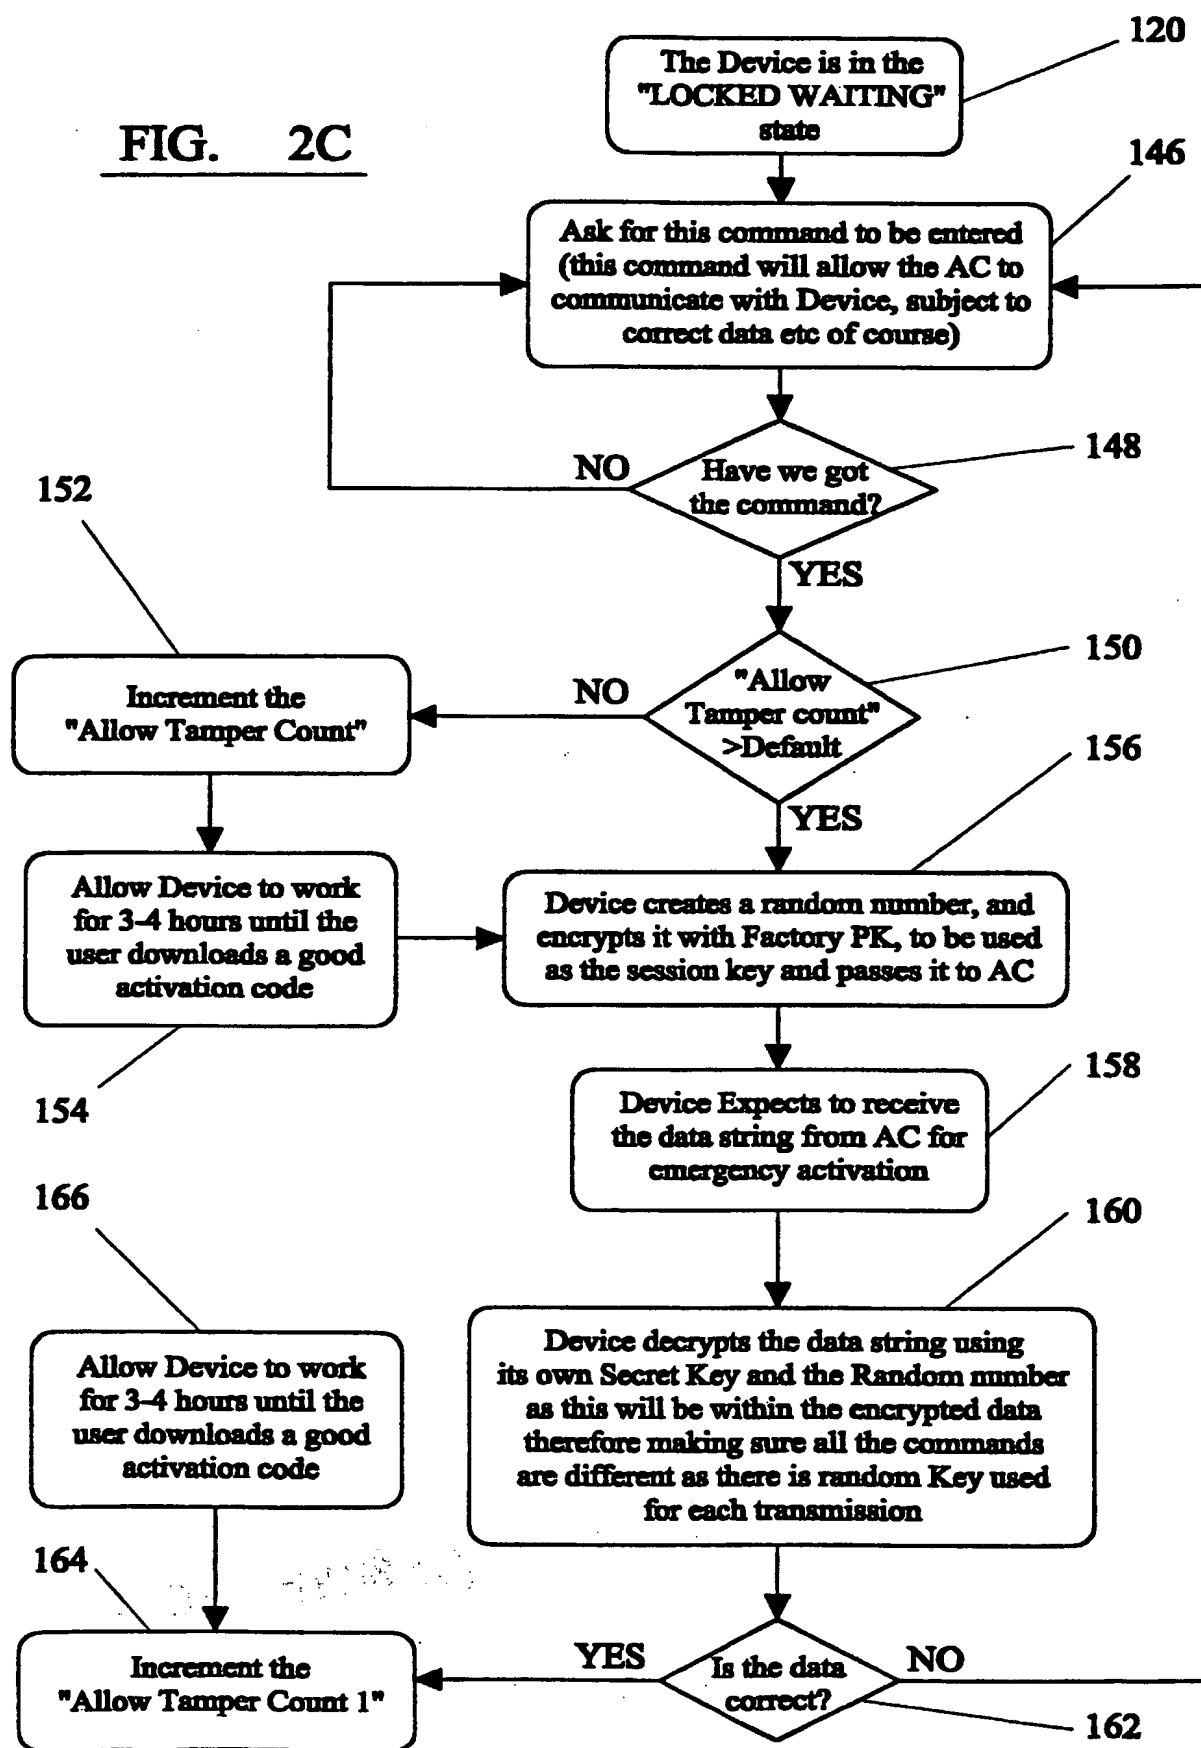 120
The Device is in the
"LOCKED WAITING"
state
FIG. 2C
146
Ask for this command to be entered
(this command will allow the AC to
communicate with Device, subject to
correct data etc of course)
148
NO
Have we got
the command?
152
YES
150
"Allow
Tamper count"
>Default
NO
Increment the
"Allow Tamper Count"
156
YES
Allow Device to work
for 3-4 hours until the
user downloads a good
activation code
Device creates a random number, and
encrypts it with Factory PK, to be used
as the session key and passes it to AC
154
158
Device Expects to receive
the data string from AC for
emergency activation
166
160
Allow Device to work
for 3-4 hours until the
user downloads a good
activation code
Device decrypts the data string using
its own Secret Key and the Random number
as this will be within the encrypted data
therefore making sure all the commands
are different as there is random Key used
for each transmission
164
Increment the
"Allow Tamper Count 1"
YES
Is the data
correct?
NO
162